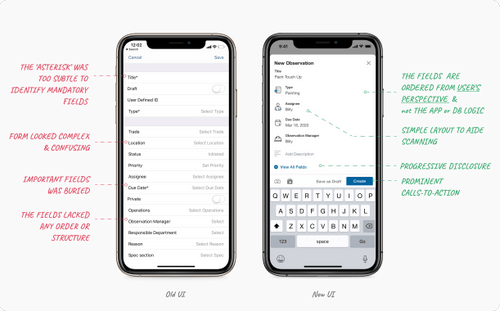 THE 'ASTERISK' WAS
TOO SUBTLE TO
IDENTIFY MANDATORY
FIELDS
FORM LOOKED COMPLEX
& CONFUSING
IMPORTANT FIELDS
WAS BURIED
THE FIELDS LACKED
ANY ORDER OR
STRUCTURE
12:02
Cancel Save
Title*
Draft
User Defined ID
Type* Select Type
Trade Select Trade
Location Select Location
Status Initiated
Priority Set Priority
Assignee Select Assignee
Due Date* Select Due Date
Private
Operations Select Operations
Observation Manager Select
Responsible Department Select
Reason Select
Spec section Select Spec
Old UI
9:41
New Observation
Title
Farm Touch Up
Type
Painting
Assignee
Billy
Due Date
Mar 16, 2023
Observation Manager
Billy
Add Description
View All Fields
Save as Draft Create
Q W E R T Y U I O P
A S D F G H J K L
Z X C V B N M
123 space Go
New UI
THE FIELDS ARE
ORDERED FROM USER'S
PERSPECTIVE &
not THE APP or DB LOGIC
SIMPLE LAYOUT TO AIDE
SCANNING
PROGRESSIVE DISCLOSURE
PROMINENT
CALLS-TO-ACTION